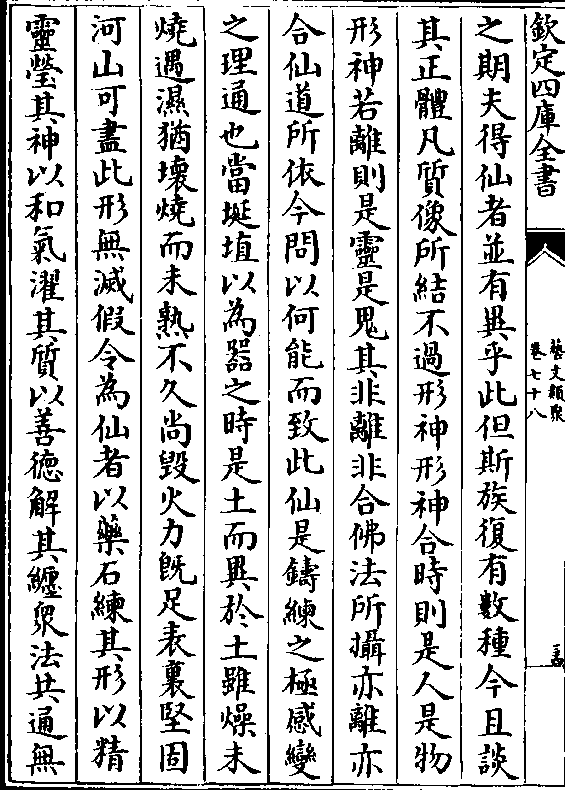 欽定四庫全書
藝文類聚
卷七十八
之期夫得仙者並有異乎此但斯族復有數種今且談
其正體凡質像所結不過形神形神合時則是人是物
形神若離則是靈是鬼其非離非合佛法所攝亦離亦
合仙道所依今問以何能而致此仙是鑄練之極感變
之理通也當埏埴以為器之時是土而異於土雖燥未
燒遇濕猶壞燒而未熟不久尚毀火力既足表裏堅固
河山可盡此形無滅假令為仙者以藥石練其形以精
靈瑩其神以和氣濯其質以善德解其纏衆法共通無